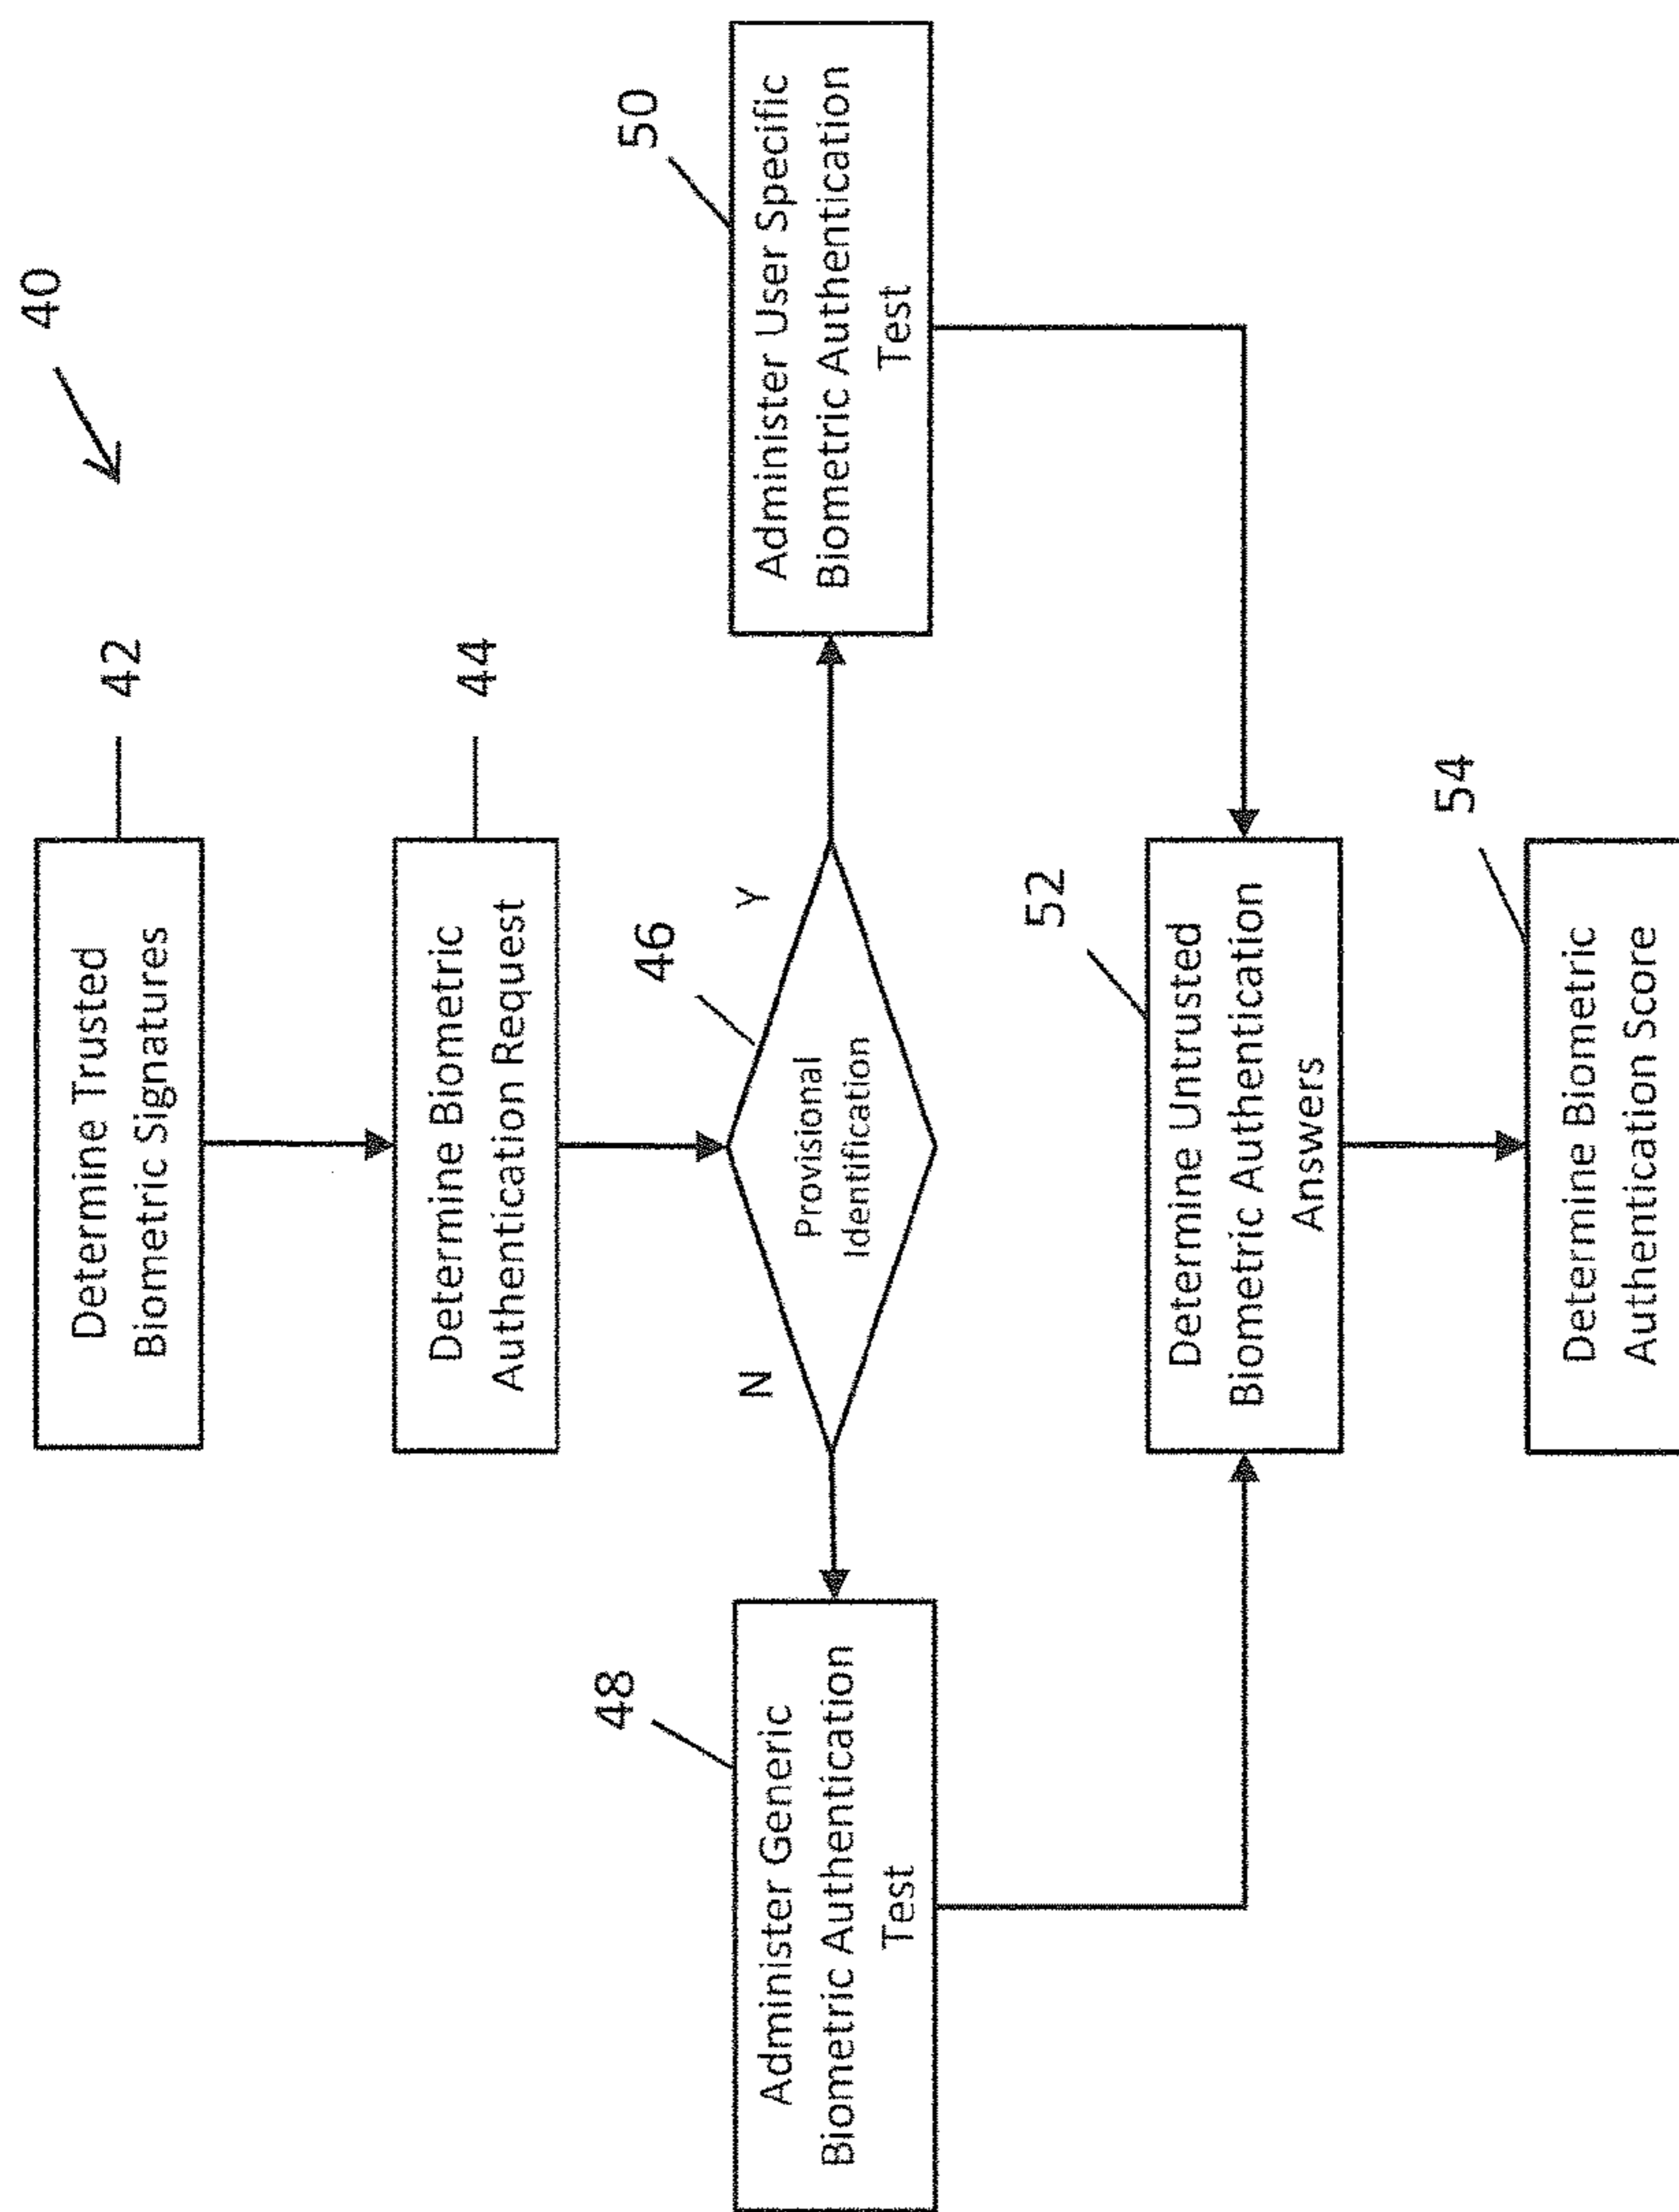 40
42
Determine Trusted
Biometric Signatures
44
Determine Biometric
Authentication Request
46
N
Y
Provisional
Identification
48
Administer Generic
Biometric Authentication
Test
50
Administer User Specific
Biometric Authentication
Test
52
Determine Untrusted
Biometric Authentication
Answers
54
Determine Biometric
Authentication Score